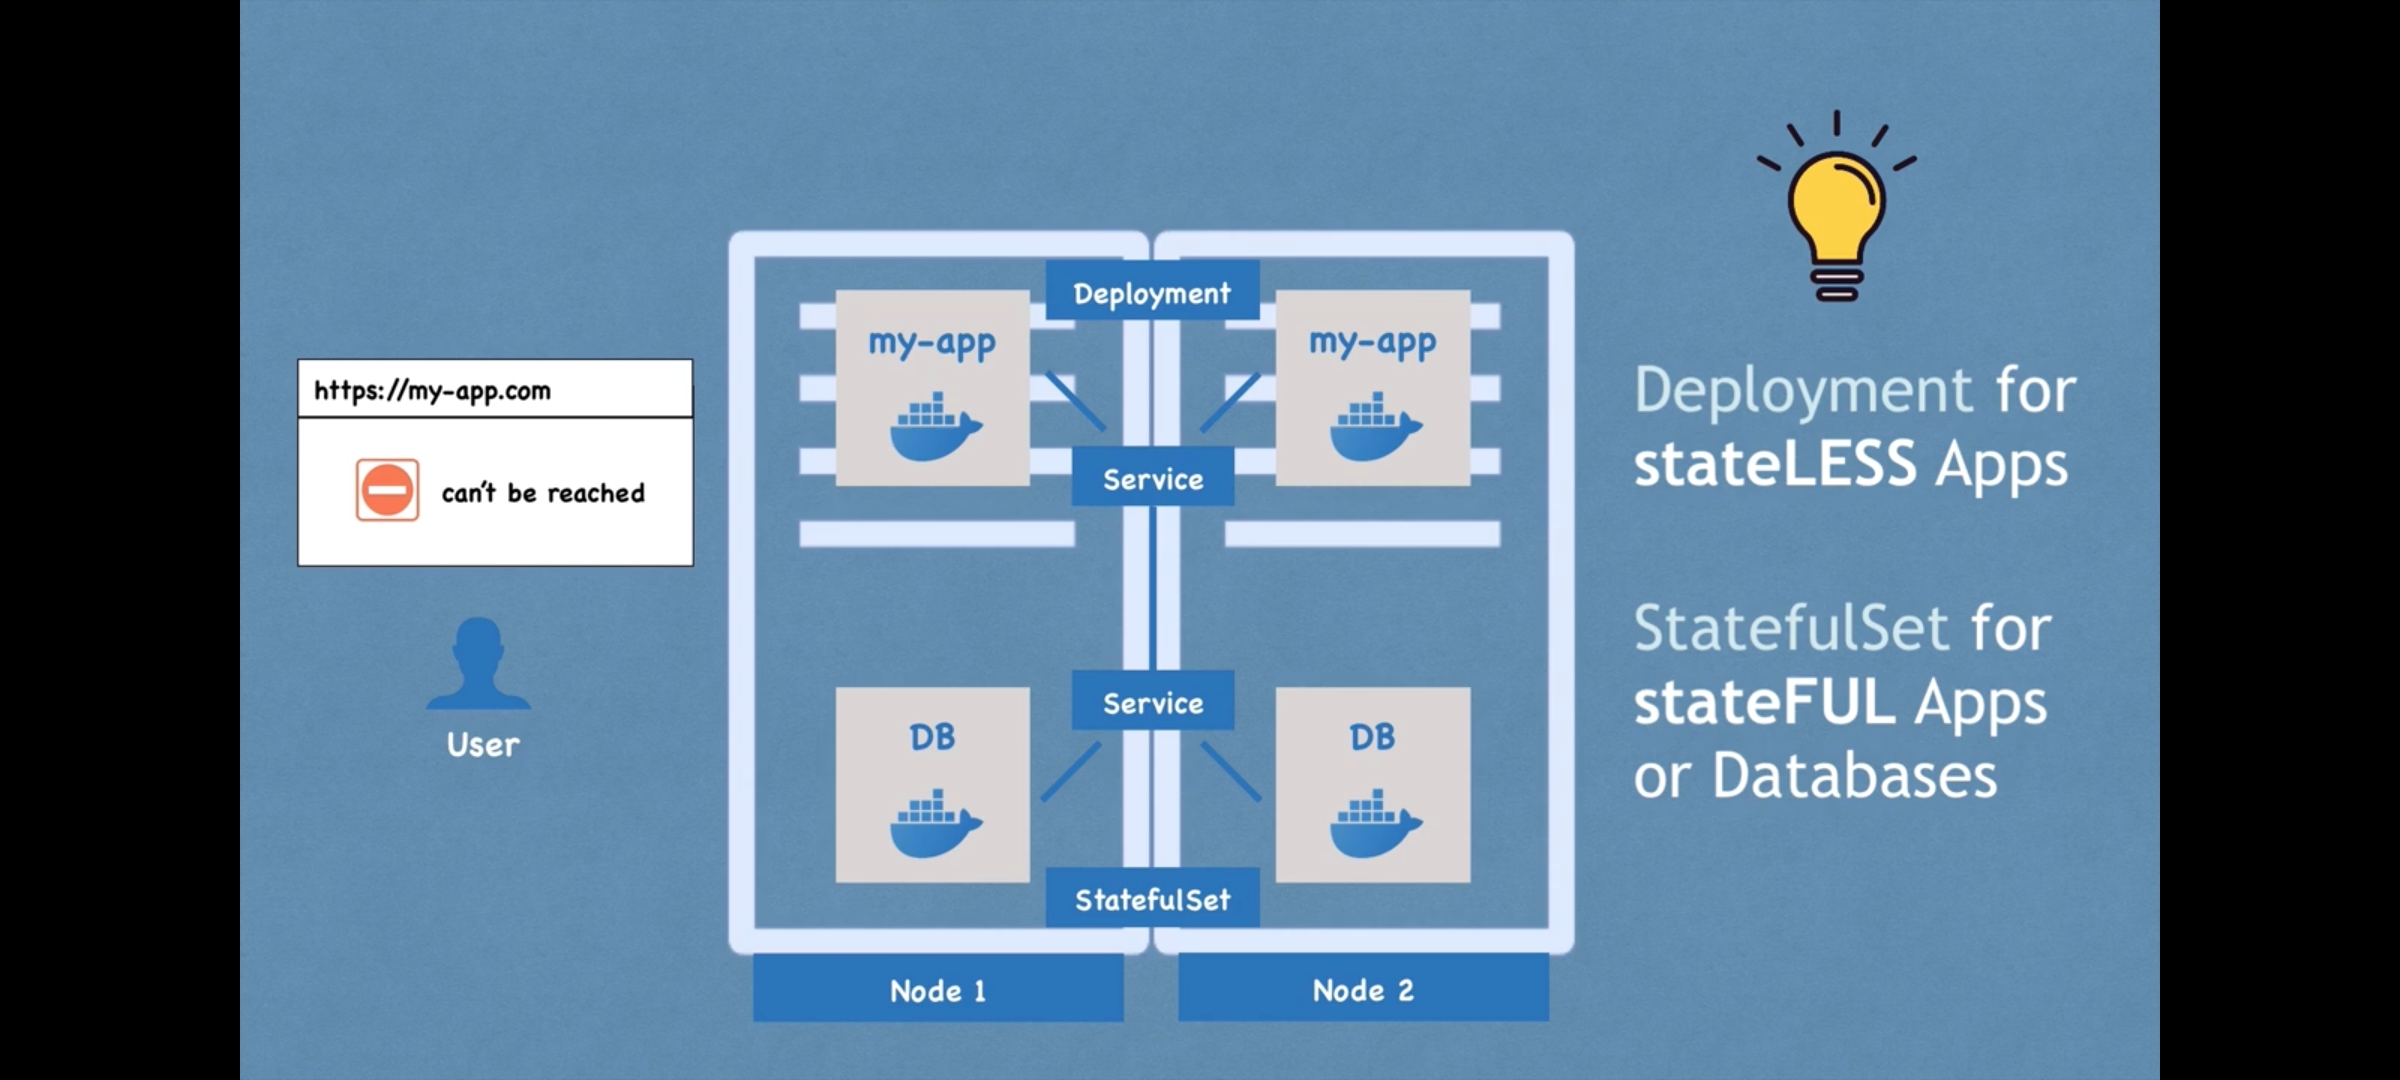 https://my-app.com
can't be reached
User
Deployment
my-app
my-app
Service
Service
DB
DB
StatefulSet
Node 1
Node 2
Deployment for
stateLESS Apps
StatefulSet for
stateFUL Apps
or Databases